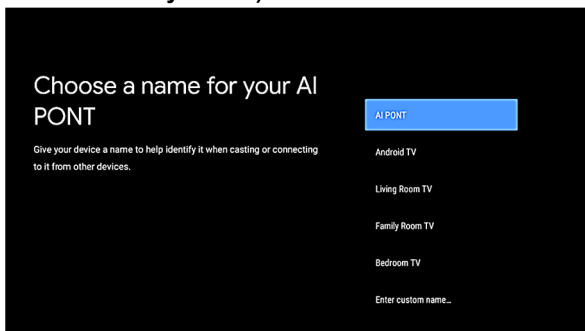 Choose a name for your AI
PONT
Give your device a name to help identify it when casting or connecting
to it from other devices.
AI PONT
Android TV
Living Room TV
Family Room TV
Bedroom TV
Enter custom name...